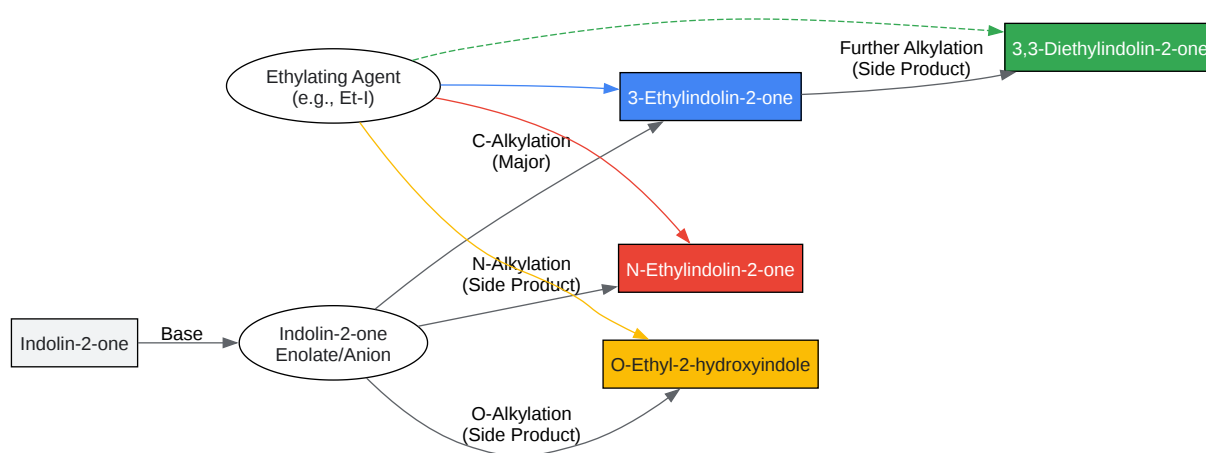 Ethylating Agent
(e.g., Et-I)
3-Ethylindolin-2-one
Further Alkylation
(Side Product)
3,3-Diethylindolin-2-one
C-Alkylation
(Major)
N-Alkylation
(Side Product)
N-Ethylindolin-2-one
Indolin-2-one
Base
Indolin-2-one
Enolate/Anion
O-Ethyl-2-hydroxyindole
O-Alkylation
(Side Product)